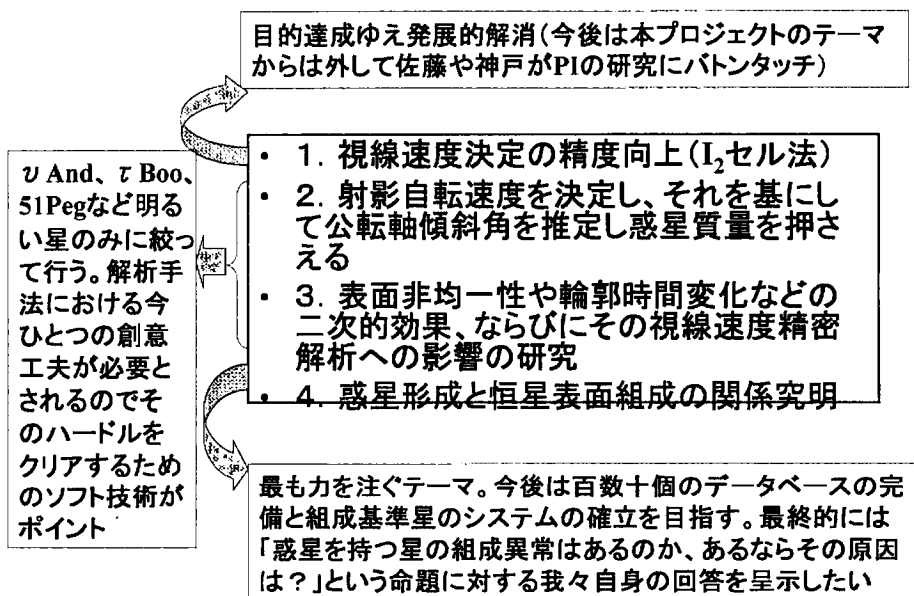 目的達成ゆえ発展的解消(今後は本プロジェクトのテーマ
からは外して佐藤や神戸がPIの研究にバトンタッチ)
υ And、τ Boo、
51Pegなど明る
い星のみに絞っ
て行う。解析手
法における今
ひとつの創意
工夫が必要と
されるのでそ
のハードルを
クリアするため
のソフト技術が
ポイント
• 1. 視線速度決定の精度向上(I₂セル法)
• 2. 射影自転速度を決定し、それを基にし
て公転軸傾斜角を推定し惑星質量を押さ
える
• 3. 表面非均一性や輪郭時間変化などの
二次的効果、ならびにその視線速度精密
解析への影響の研究
• 4. 惑星形成と恒星表面組成の関係究明
最も力を注ぐテーマ。今後は百数十個のデータベースの完
備と組成基準星のシステムの確立を目指す。最終的には
「惑星を持つ星の組成異常はあるのか、あるならその原因
は?」という命題に対する我々自身の回答を呈示したい